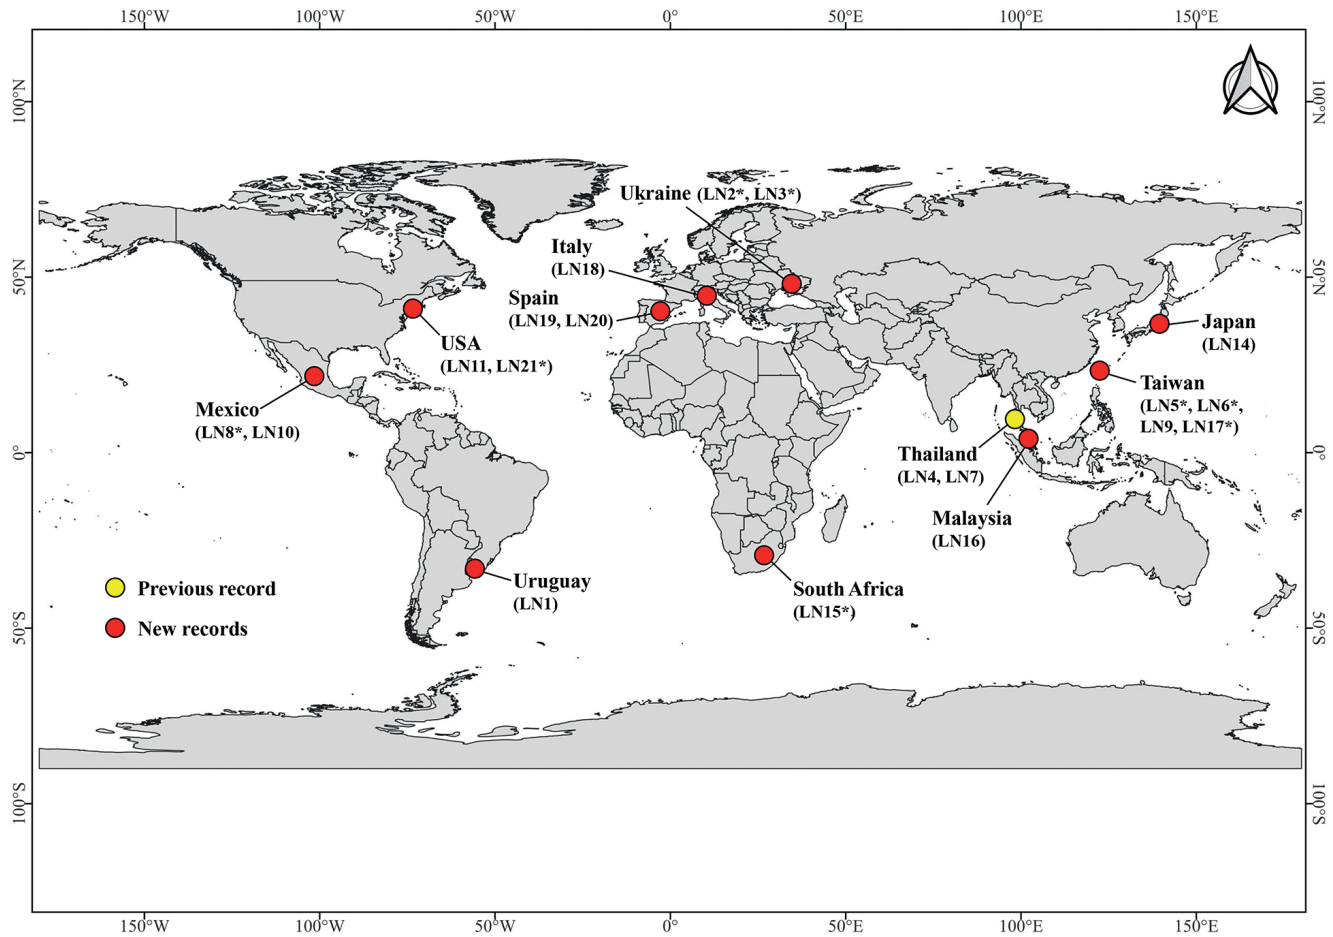 150°W 100°W 50°W 0° 50°E 100°E 150°E
100°N
100°N
Ukraine (LN2*, LN3*)
Italy
(LN18)
50°N
50°N
Spain
(LN19, LN20)
USA
(LN11, LN21*)
Japan
(LN14)
Mexico
(LN8*, LN10)
Taiwan
(LN5*, LN6*,
LN9, LN17*)
Thailand
(LN4, LN7)
0°
0°
Malaysia
(LN16)
Uruguay
(LN1)
South Africa
(LN15*)
Previous record
New records
50°S
50°S
100°S
100°S
150°W 100°W 50°W 0° 50°E 100°E 150°E